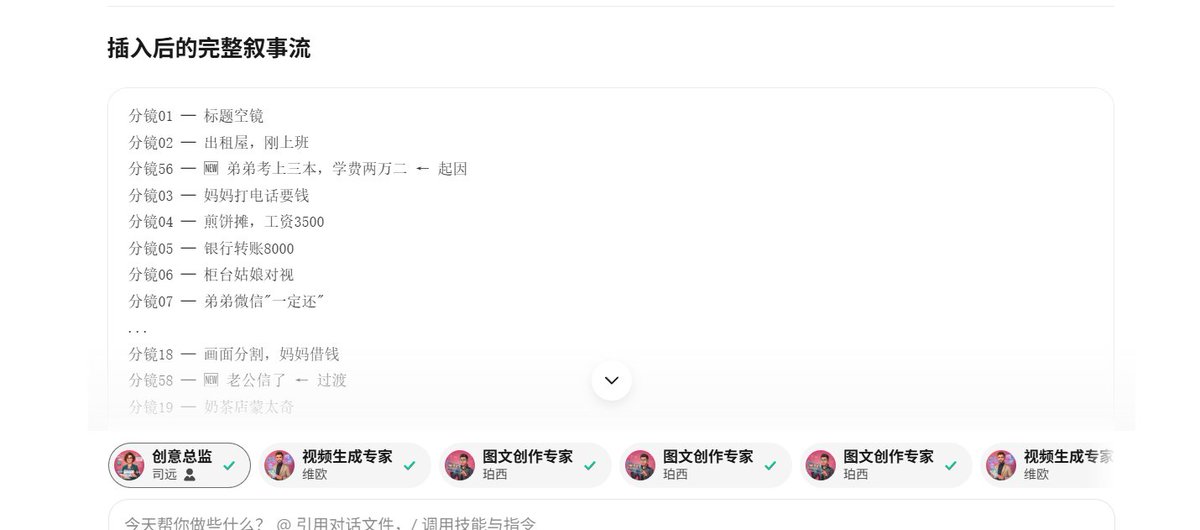 插入后的完整叙事流
分镜01 — 标题空镜
分镜02 — 出租屋，刚上班
分镜56 — 🆕 弟弟考上三本，学费两万二 ← 起因
分镜03 — 妈妈打电话要钱
分镜04 — 煎饼摊，工资3500
分镜05 — 银行转账8000
分镜06 — 柜台姑娘对视
分镜07 — 弟弟微信"一定还"
...
分镜18 — 画面分割，妈妈借钱
分镜58 — 🆕 老公信了 ← 过渡
分镜19 — 奶茶店蒙太奇
创意总监 视频生成专家 图文创作专家 图文创作专家 图文创作专家 视频生成专家
司远 维欧 珀西 珀西 珀西 维欧
今天帮你做些什么？ @ 引用对话文件，/ 调用技能与指令